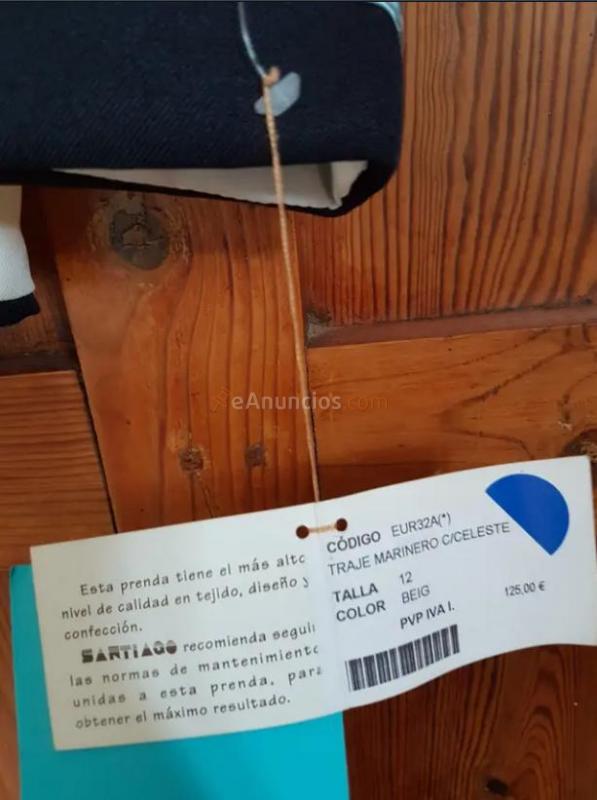 eAnuncios.com
Esta prenda tiene el más alto
nivel de calidad en tejido, diseño y
confección.
SANTIAGO recomienda seguir
las normas de mantenimiento
unidas a esta prenda, para
obtener el máximo resultado.
CÓDIGO EUR32A(*)
TRAJE MARINERO C/CELESTE
TALLA 12
COLOR BEIG
125,00 €
PVP IVA I.